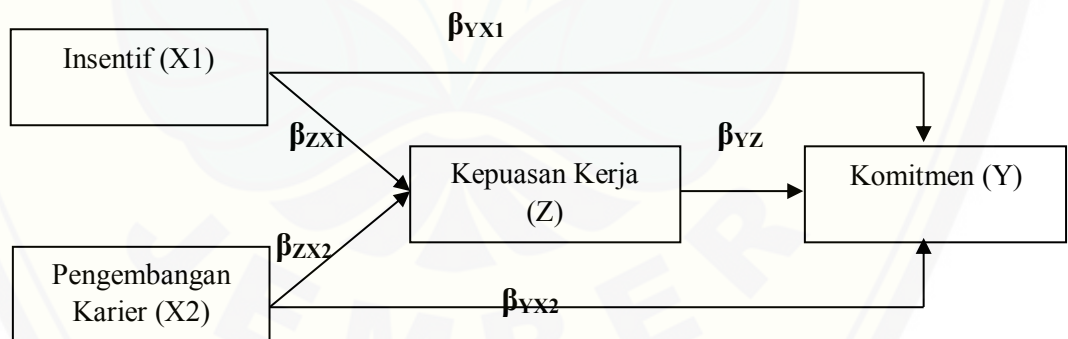 βYX1
Insentif (X1)
βZX1
βYZ
Kepuasan Kerja
(Z)
Komitmen (Y)
βZX2
Pengembangan
Karier (X2)
βYX2